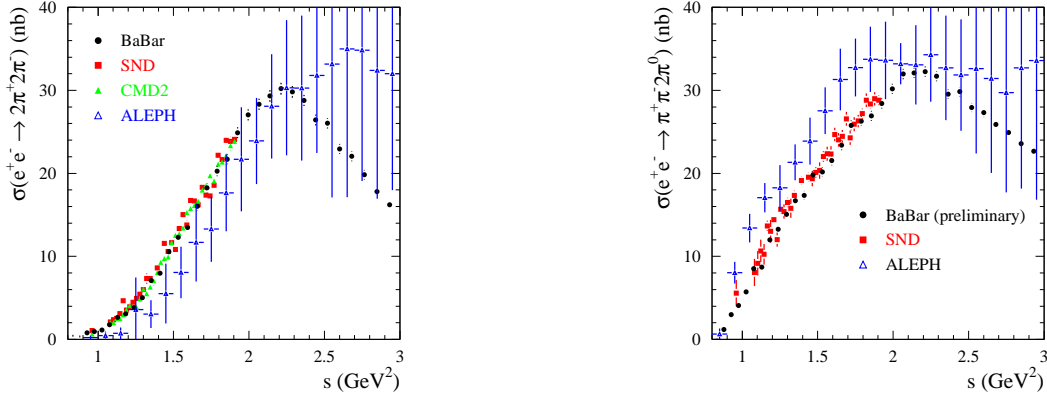 σ(e⁺e⁻ → 2π⁺2π⁻) (nb)
40
30
20
10
0
BaBar
SND
CMD2
ALEPH
1 1.5 2 2.5 3
s (GeV²)
σ(e⁺e⁻ → π⁺π⁻2π⁰) (nb)
40
30
20
10
0
BaBar (preliminary)
SND
ALEPH
1 1.5 2 2.5 3
s (GeV²)